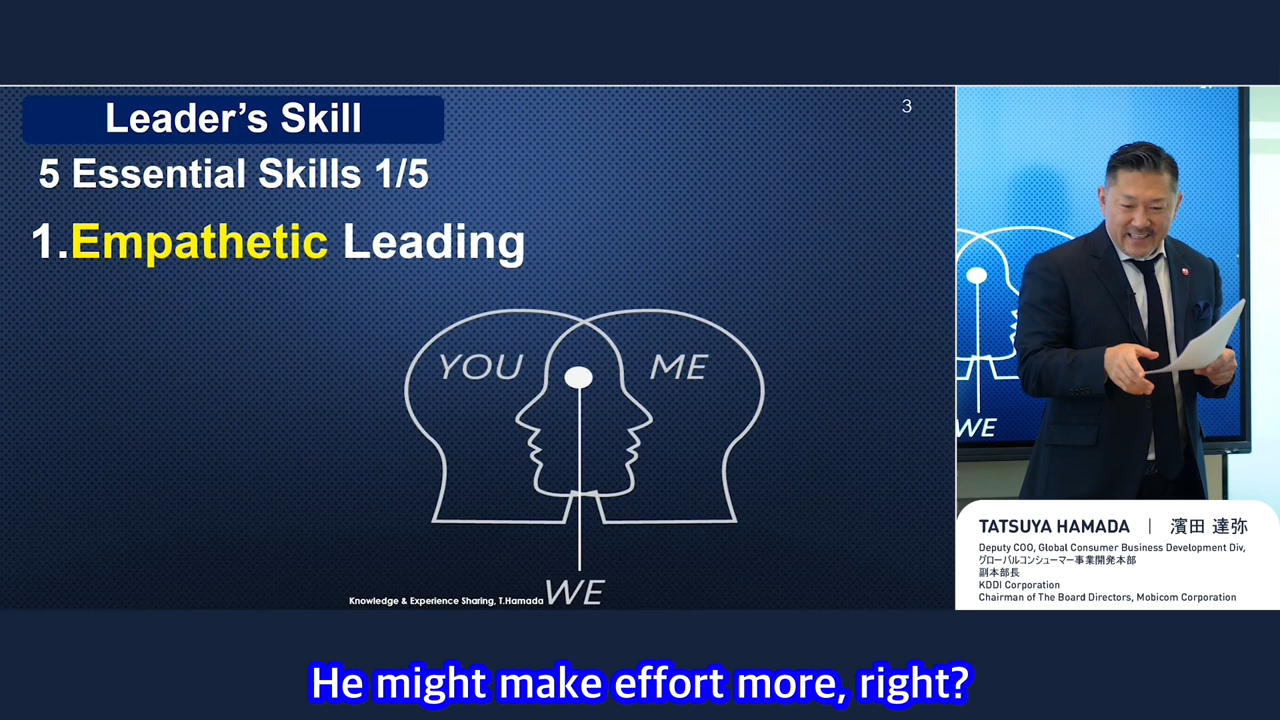 Leader's Skill
3
5 Essential Skills 1/5
1.Empathetic Leading
YOU
ME
WE
Knowledge & Experience Sharing, T.Hamada
WE
TATSUYA HAMADA | 濱田 達弥
Deputy COO, Global Consumer Business Development Div,
グローバルコンシューマー事業開発本部
副本部長
KDDI Corporation
Chairman of The Board Directors, Mobicom Corporation
He might make effort more, right?